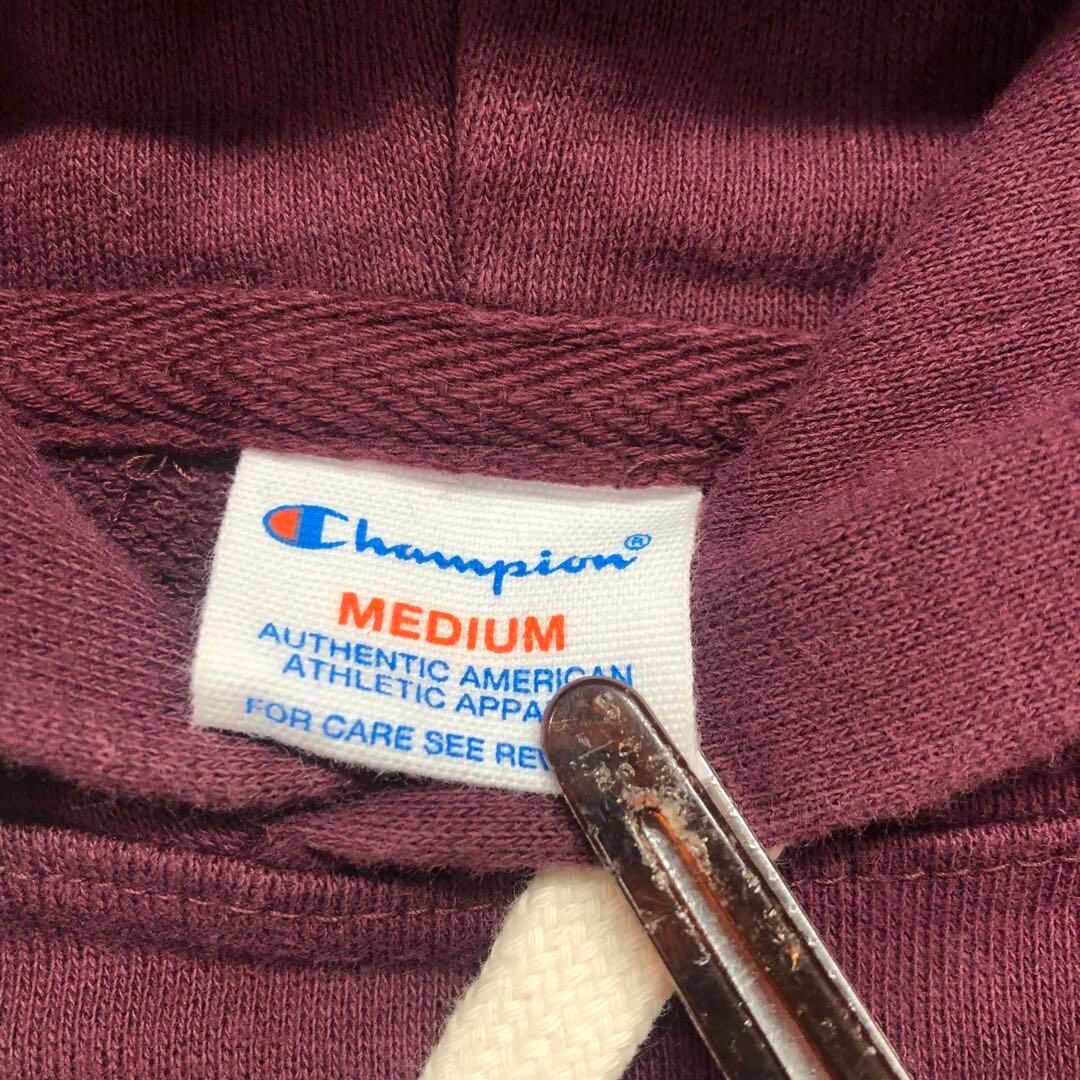 Champion®
MEDIUM
AUTHENTIC AMERICAN
ATHLETIC
FOR CARE SEE